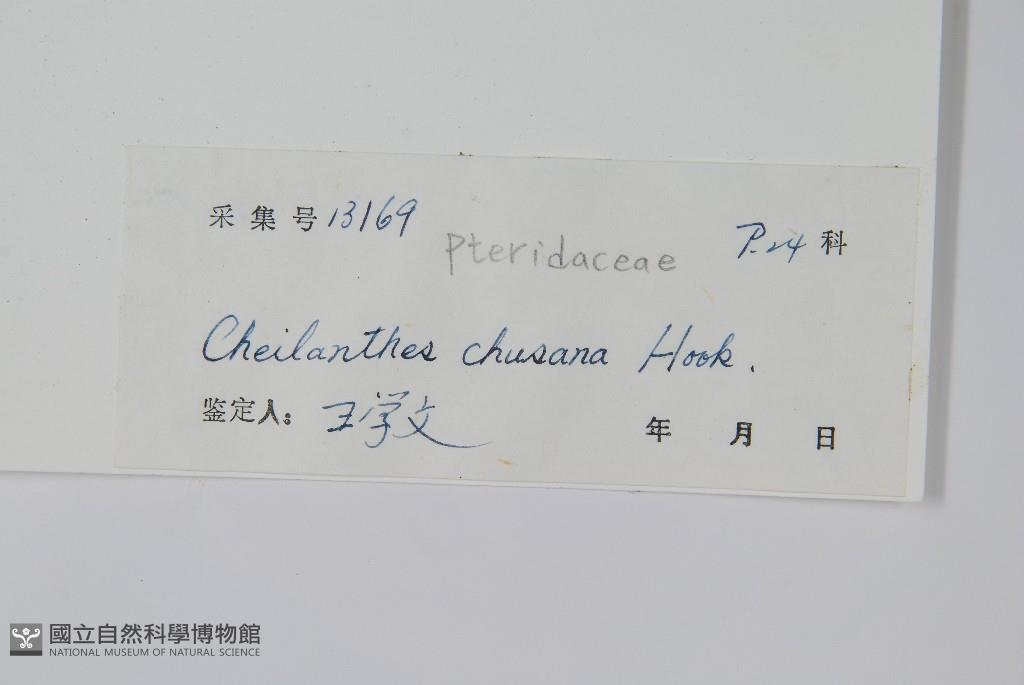 采集号 13169 Pteridaceae P.24 科
Cheilanthes chusana Hook.
鉴定人: 王学文 年 月 日
國立自然科學博物館
NATIONAL MUSEUM OF NATURAL SCIENCE